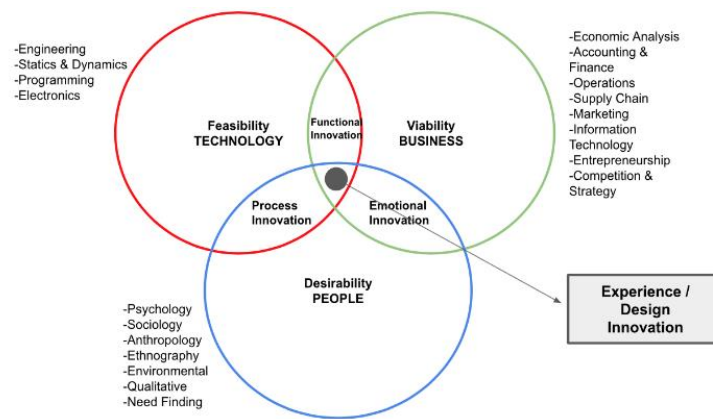 -Engineering
-Statics & Dynamics
-Programming
-Electronics
Feasibility
TECHNOLOGY
Functional
Innovation
Viability
BUSINESS
-Economic Analysis
-Accounting &
Finance
-Operations
-Supply Chain
-Marketing
-Information
Technology
-Entrepreneurship
-Competition &
Strategy
Process
Innovation
Emotional
Innovation
Desirability
PEOPLE
-Psychology
-Sociology
-Anthropology
-Ethnography
-Environmental
-Qualitative
-Need Finding
Experience /
Design
Innovation